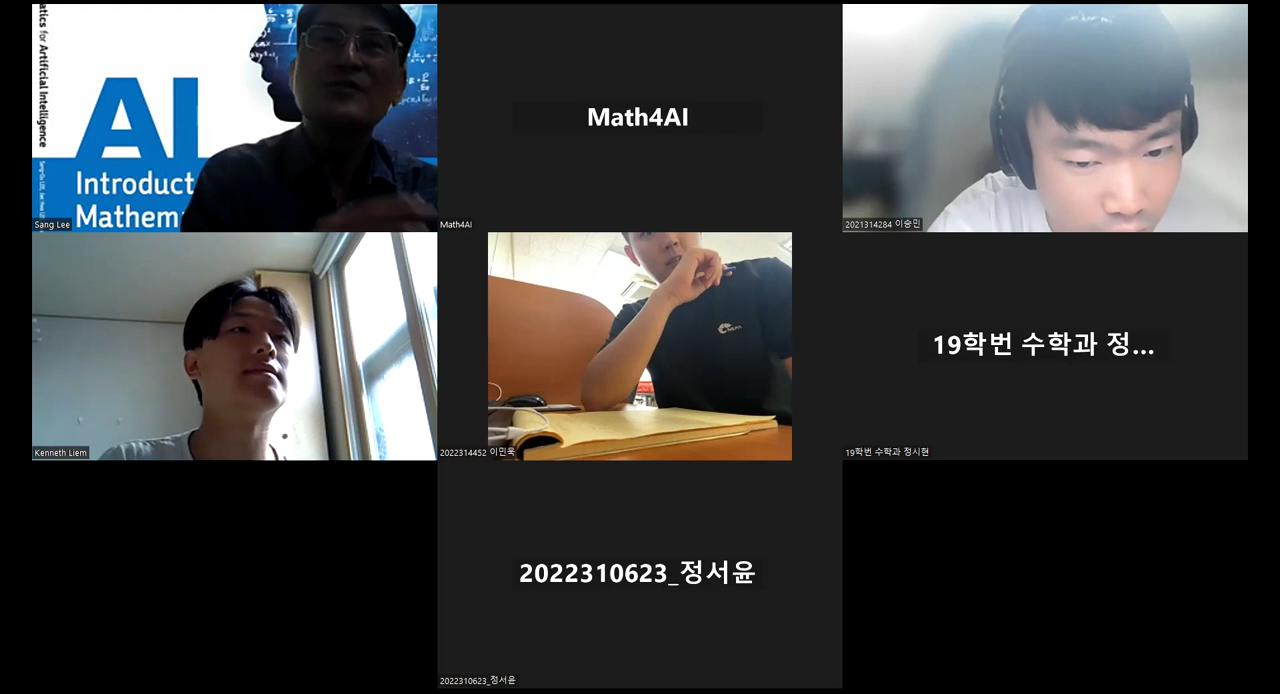 atics for Artificial Intelligence
AI
Introduct
Mathem
Sang Lee
Math4AI
Math4AI
2021314284 이승민
Kenneth Liem
2022314452 이민욱
19학번 수학과 정...
19학번 수학과 정시현
2022310623_정서윤
2022310623_정서윤